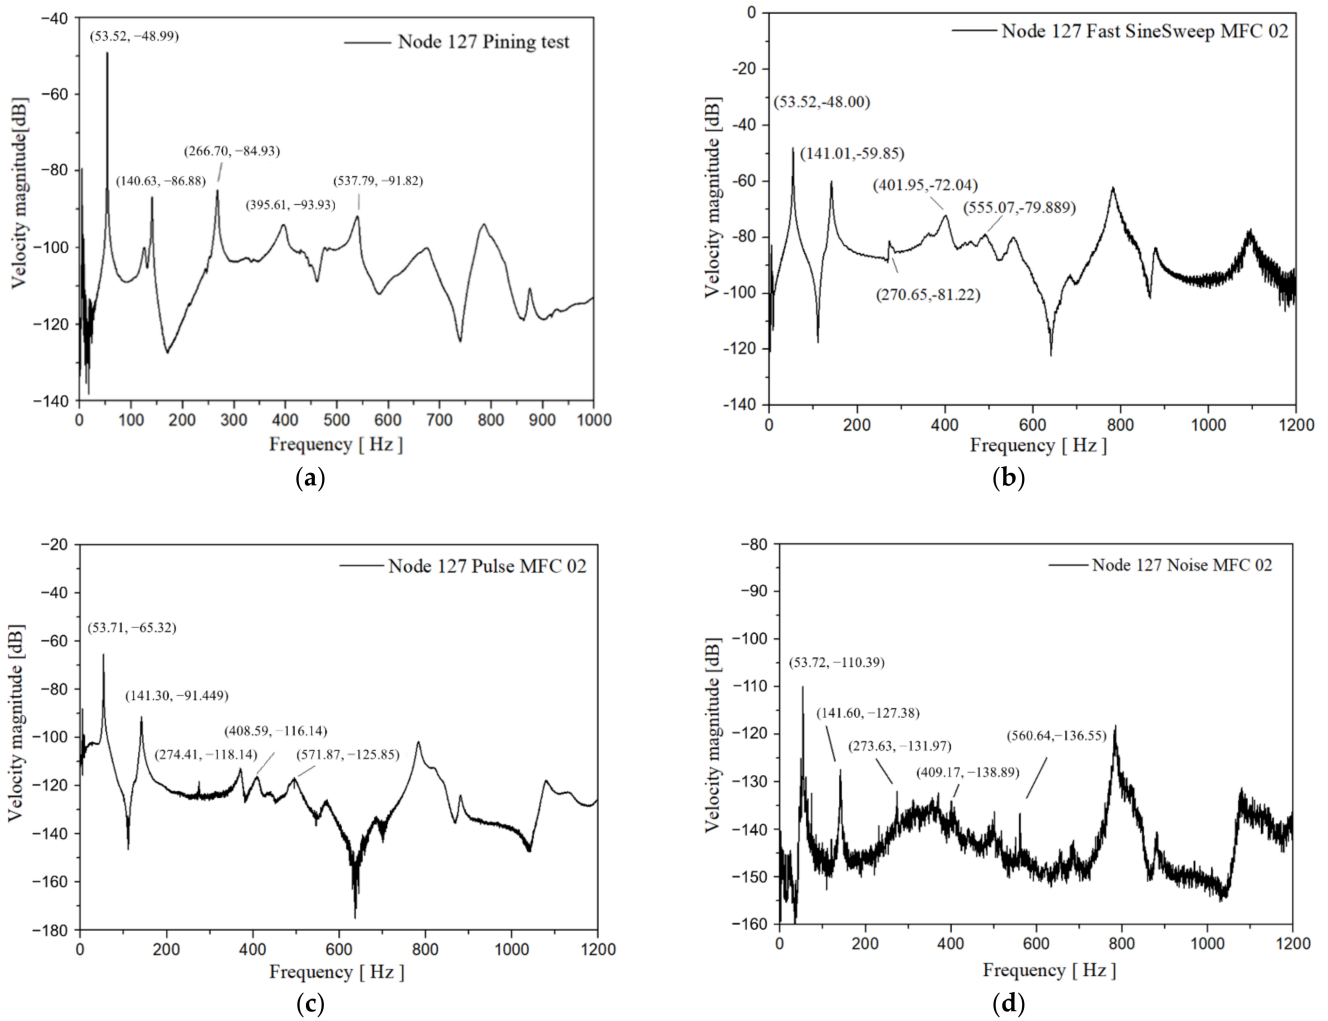 Node 127 Pining test
(53.52, −48.99)
(266.70, −84.93)
(140.63, −86.88)
(537.79, −91.82)
(395.61, −93.93)
Velocity magnitude[dB]
−40
−60
−80
−100
−120
−140
0 100 200 300 400 500 600 700 800 900 1000
Frequency [ Hz ]
(a)
Node 127 Fast SineSweep MFC 02
(53.52,-48.00)
(141.01,-59.85)
(401.95,-72.04)
(555.07,-79.889)
(270.65,-81.22)
Velocity magnitude [dB]
0
-20
-40
-60
-80
-100
-120
-140
0 200 400 600 800 1000 1200
Frequency [ Hz ]
(b)
Node 127 Pulse MFC 02
(53.71, −65.32)
(141.30, −91.449)
(408.59, −116.14)
(274.41, −118.14)
(571.87, −125.85)
Velocity magnitude [dB]
−20
−40
−60
−80
−100
−120
−140
−160
−180
0 200 400 600 800 1000 1200
Frequency [ Hz ]
(c)
Node 127 Noise MFC 02
(53.72, −110.39)
(141.60, −127.38)
(560.64, −136.55)
(273.63, −131.97)
(409.17, −138.89)
Velocity magnitude [dB]
−80
−90
−100
−110
−120
−130
−140
−150
−160
0 200 400 600 800 1000 1200
Frequency [ Hz ]
(d)